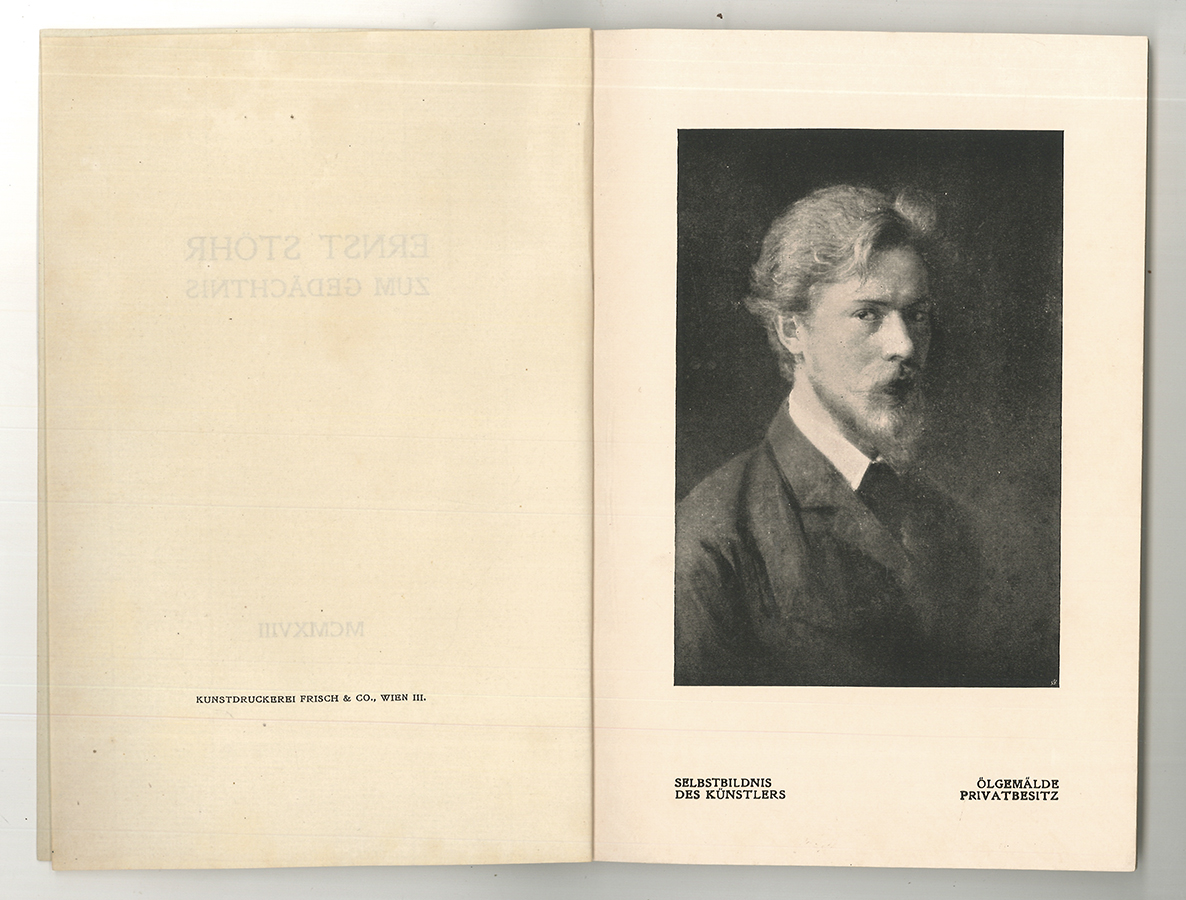 ERNST STÖHR
ZUM GEDÄCHTNIS
MCMXVIII
KUNSTDRUCKEREI FRISCH & CO., WIEN III.
SELBSTBILDNIS
DES KÜNSTLERS
ÖLGEMÄLDE
PRIVATBESITZ